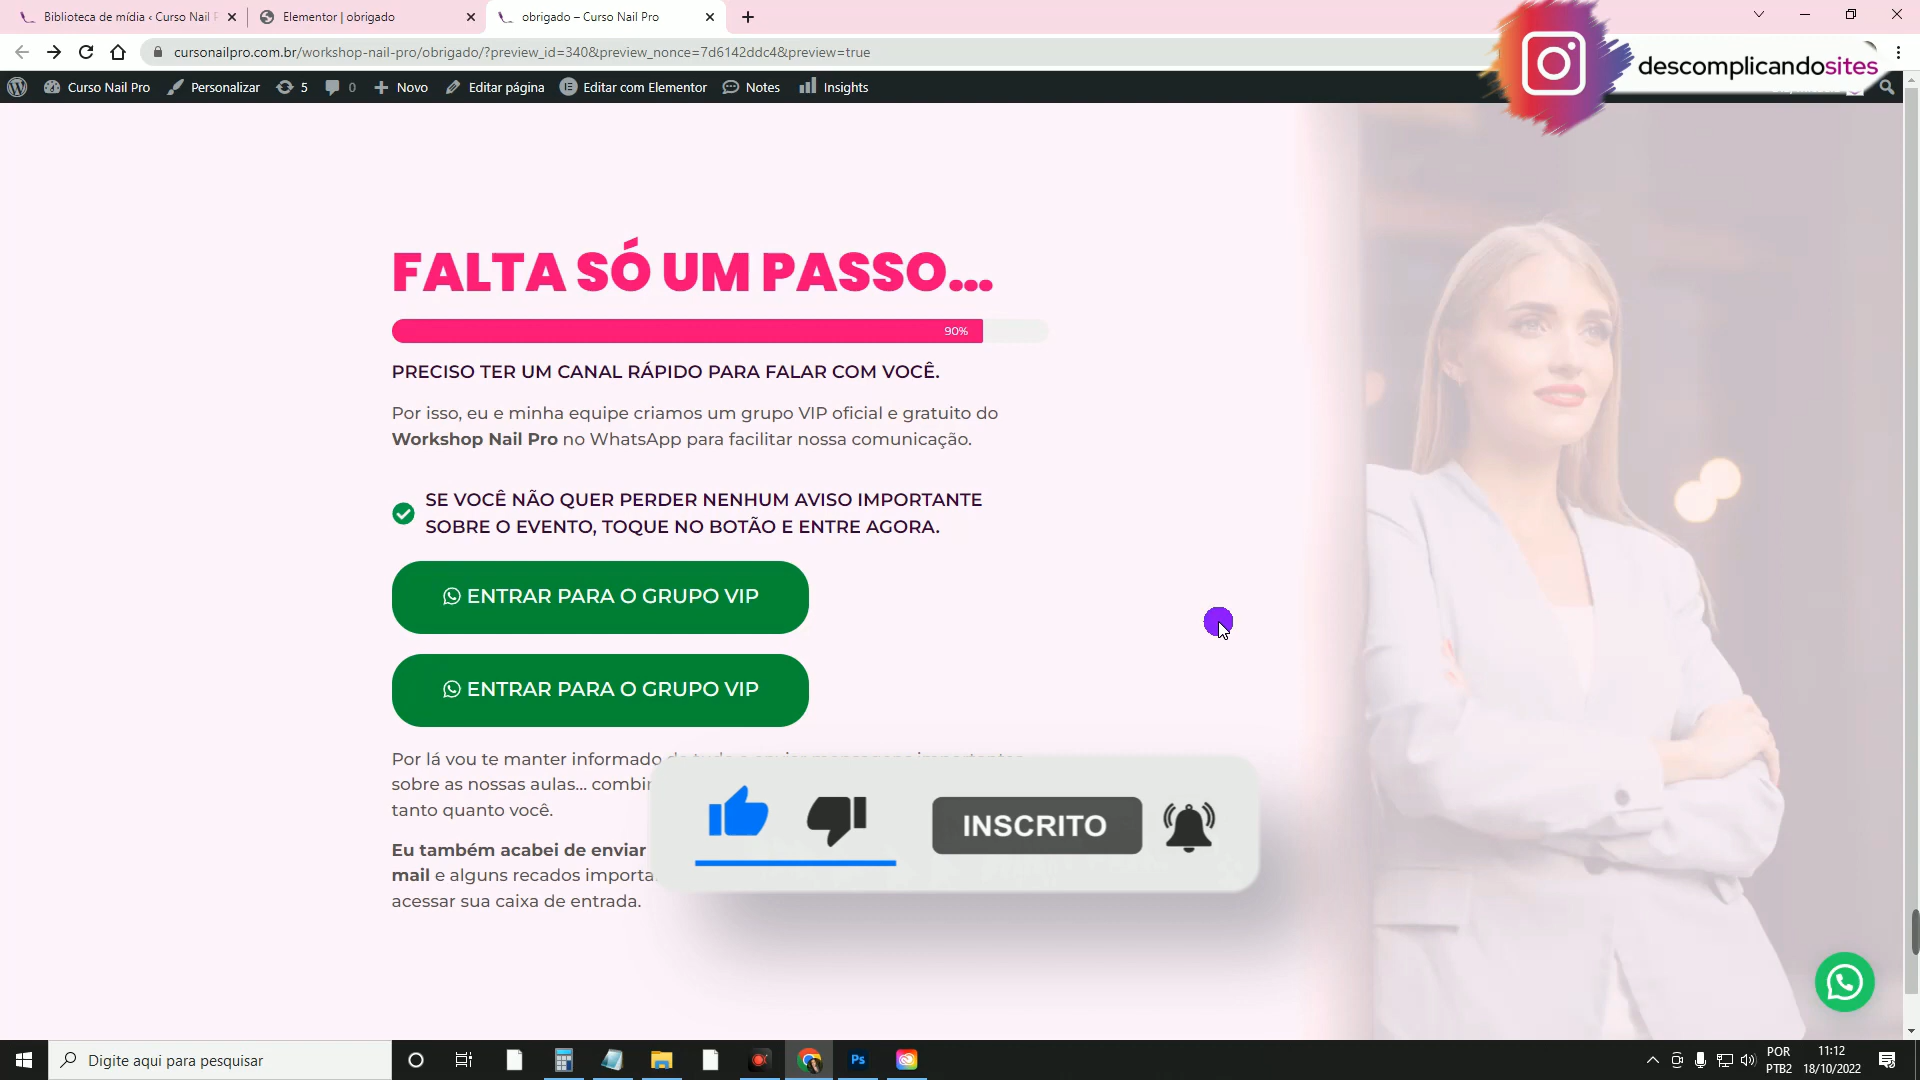 Biblioteca de mídia ‹ Curso Nail
Elementor | obrigado
obrigado – Curso Nail Pro
cursonailpro.com.br/workshop-nail-pro/obrigado/?preview_id=340&preview_nonce=7d6142ddc4&preview=true
descomplicandosites
Curso Nail Pro
Personalizar
5
0
Novo
Editar página
Editar com Elementor
Notes
Insights
FALTA SÓ UM PASSO...
90%
PRECISO TER UM CANAL RÁPIDO PARA FALAR COM VOCÊ.
Por isso, eu e minha equipe criamos um grupo VIP oficial e gratuito do
Workshop Nail Pro no WhatsApp para facilitar nossa comunicação.
SE VOCÊ NÃO QUER PERDER NENHUM AVISO IMPORTANTE
SOBRE O EVENTO, TOQUE NO BOTÃO E ENTRE AGORA.
ENTRAR PARA O GRUPO VIP
ENTRAR PARA O GRUPO VIP
Por lá vou te manter informado
sobre as nossas aulas...
tanto quanto você.
Eu também acabei de enviar
mail e alguns recados
acessar sua caixa de entrada.
INSCRITO
Digite aqui para pesquisar
Ps
POR
PTB2
11:12
18/10/2022